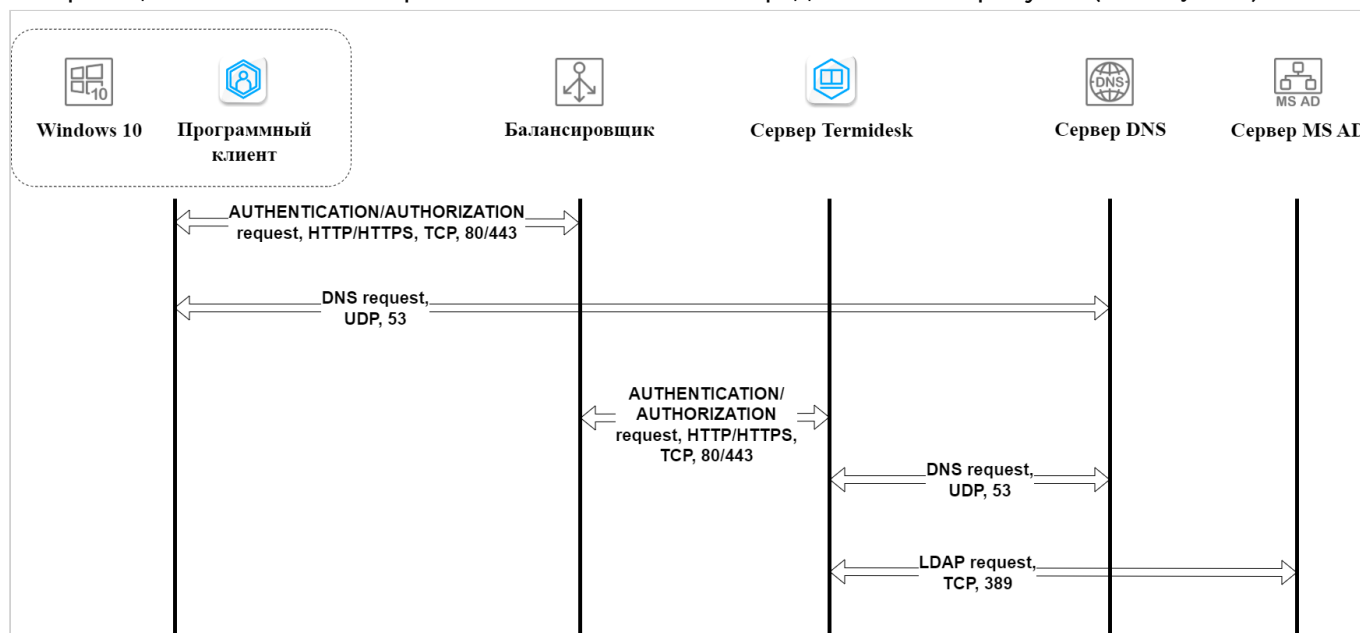 10
DNS
MS AD
Windows 10
Программный
клиент
Балансировщик
Сервер Termidesk
Сервер DNS
Сервер MS AD
AUTHENTICATION/AUTHORIZATION
request, HTTP/HTTPS, TCP, 80/443
DNS request,
UDP, 53
AUTHENTICATION/
AUTHORIZATION
request, HTTP/HTTPS,
TCP, 80/443
DNS request,
UDP, 53
LDAP request,
TCP, 389